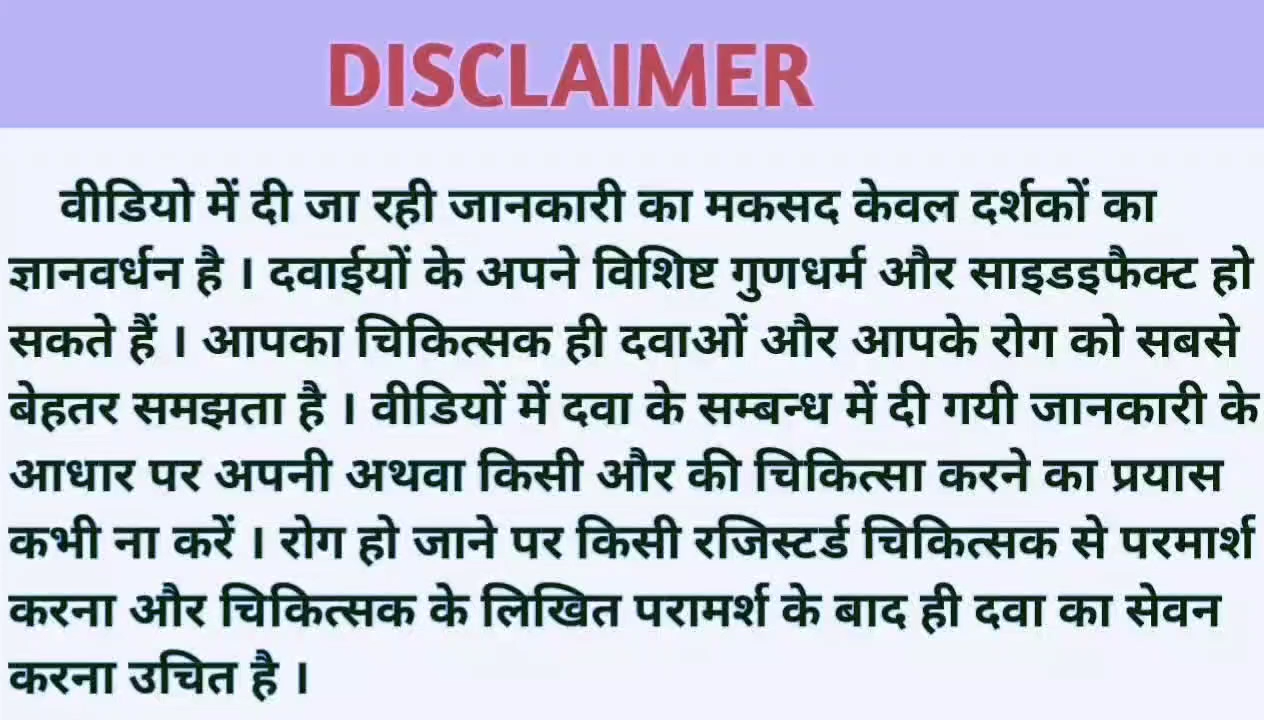 DISCLAIMER
वीडियो में दी जा रही जानकारी का मकसद केवल दर्शकों का
ज्ञानवर्धन है । दवाईयों के अपने विशिष्ट गुणधर्म और साइडइफैक्ट हो
सकते हैं । आपका चिकित्सक ही दवाओं और आपके रोग को सबसे
बेहतर समझता है । वीडियों में दवा के सम्बन्ध में दी गयी जानकारी के
आधार पर अपनी अथवा किसी और की चिकित्सा करने का प्रयास
कभी ना करें । रोग हो जाने पर किसी रजिस्टर्ड चिकित्सक से परमार्श
करना और चिकित्सक के लिखित परामर्श के बाद ही दवा का सेवन
करना उचित है ।